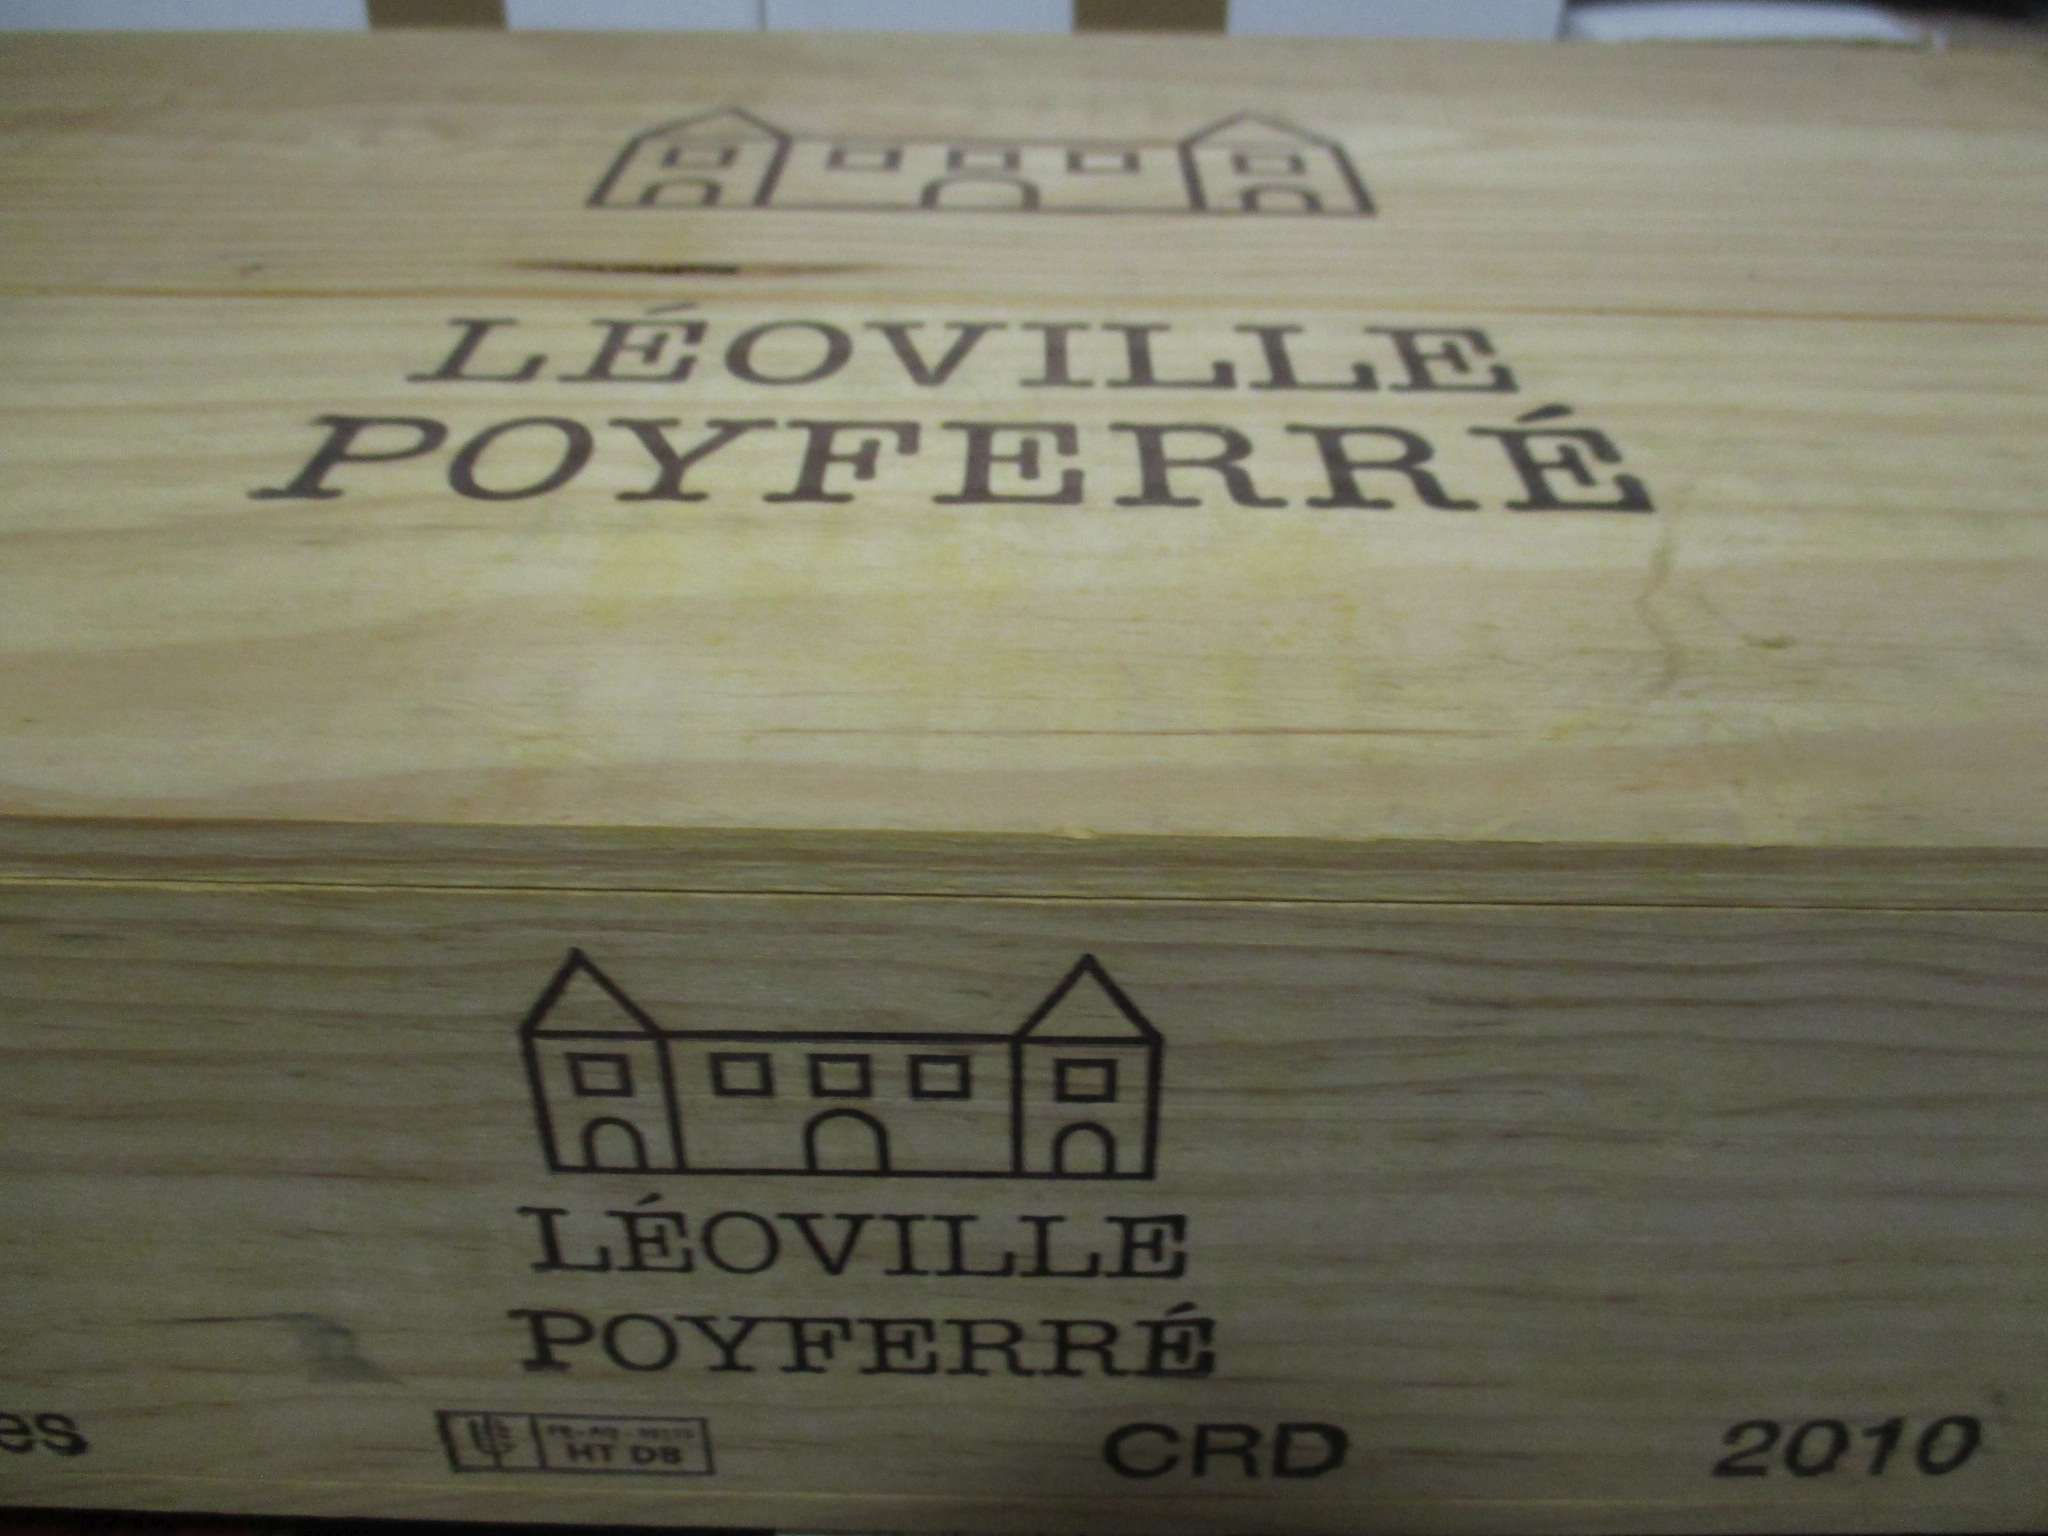 LÉOVILLE
POYFERRÉ
LÉOVILLE
POYFERRÉ
es
HT DB
CRD
2010